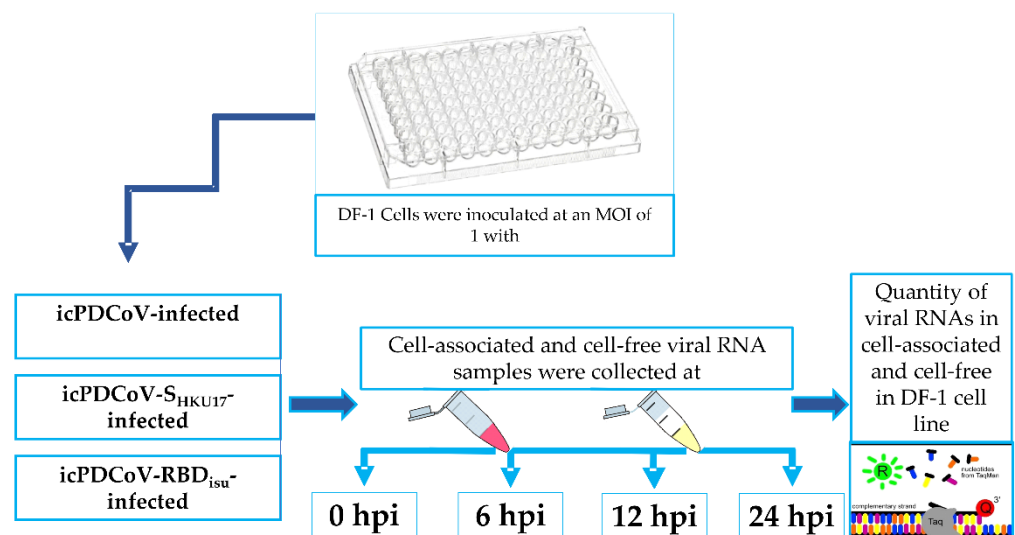 DF-1 Cells were inoculated at an MOI of
1 with
icPDCoV-infected
icPDCoV-S_HKU17-
infected
icPDCoV-RBD_isu-
infected
Cell-associated and cell-free viral RNA
samples were collected at
0 hpi
6 hpi
12 hpi
24 hpi
Quantity of
viral RNAs in
cell-associated
and cell-free
in DF-1 cell
line
R
nucleotides
from TaqMan
complementary strand
Taq
Q
3'